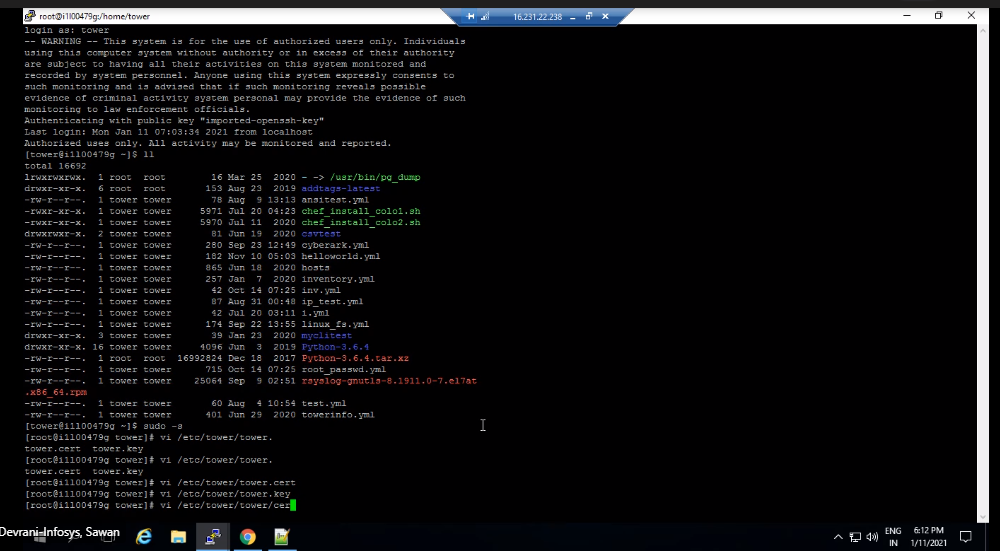 root@i1l00479g:/home/tower
16.231.22.238
login as: tower
-- WARNING -- This system is for the use of authorized users only. Individuals
using this computer system without authority or in excess of their authority
are subject to having all their activities on this system monitored and
recorded by system personnel. Anyone using this system expressly consents to
such monitoring and is advised that if such monitoring reveals possible
evidence of criminal activity system personal may provide the evidence of such
monitoring to law enforcement officials.
Authenticating with public key "imported-openssh-key"
Last login: Mon Jan 11 07:03:34 2021 from localhost
Authorized uses only. All activity may be monitored and reported.
[tower@i1l00479g ~]$ ll
total 16692
lrwxrwxrwx. 1 root root 16 Mar 25 2020 - -> /usr/bin/pg_dump
drwxr-xr-x. 6 root root 153 Aug 23 2019 addtags-latest
-rw-r--r--. 1 tower tower 78 Aug 9 13:13 ansitest.yml
-rwxr-xr-x. 1 tower tower 5971 Jul 20 04:23 chef_install_colo1.sh
-rwxr-xr-x. 1 tower tower 5970 Jul 11 2020 chef_install_colo2.sh
drwxrwxr-x. 2 tower tower 81 Jun 19 2020 csvtest
-rw-r--r--. 1 tower tower 280 Sep 23 12:49 cyberark.yml
-rw-r--r--. 1 tower tower 182 Nov 10 05:03 helloworld.yml
-rw-r--r--. 1 tower tower 865 Jun 18 2020 hosts
-rw-r--r--. 1 tower tower 257 Jan 7 2020 inventory.yml
-rw-r--r--. 1 tower tower 42 Oct 14 07:25 inv.yml
-rw-r--r--. 1 tower tower 87 Aug 31 00:48 ip_test.yml
-rw-r--r--. 1 tower tower 42 Jul 20 03:11 i.yml
-rw-r--r--. 1 tower tower 174 Sep 22 13:55 linux_fs.yml
drwxr-xr-x. 3 tower tower 39 Jan 23 2020 myclitest
drwxr-xr-x. 16 tower tower 4096 Jun 3 2019 Python-3.6.4
-rw-r--r--. 1 root root 16992824 Dec 18 2017 Python-3.6.4.tar.xz
-rw-r--r--. 1 tower tower 715 Oct 14 07:25 root_passwd.yml
-rw-r--r--. 1 tower tower 25064 Sep 9 02:51 rsyslog-gnutls-8.1911.0-7.el7at
.x86_64.rpm
-rw-r--r--. 1 tower tower 60 Aug 4 10:54 test.yml
-rw-r--r--. 1 tower tower 401 Jun 29 2020 towerinfo.yml
[tower@i1l00479g ~]$ sudo -s
[root@i1l00479g tower]# vi /etc/tower/tower.
tower.cert tower.key
[root@i1l00479g tower]# vi /etc/tower/tower.
tower.cert tower.key
[root@i1l00479g tower]# vi /etc/tower/tower.cert
[root@i1l00479g tower]# vi /etc/tower/tower.key
[root@i1l00479g tower]# vi /etc/tower/tower/cer
Devrani-Infosys, Sawan
ENG
IN
6:12 PM
1/11/2021